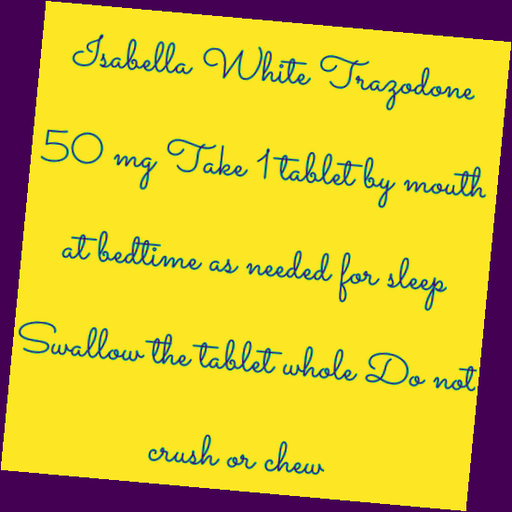 Isabella White Trazodone
50 mg Take 1 tablet by mouth
at bedtime as needed for sleep
Swallow the tablet whole Do not
crush or chew